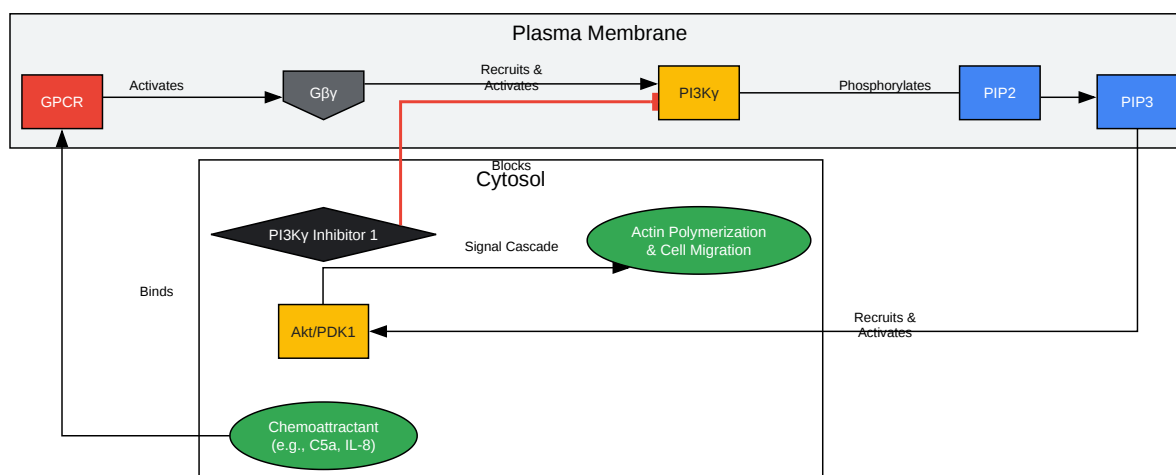 Plasma Membrane
GPCR
Activates
Gβγ
Recruits &
Activates
PI3Kγ
Phosphorylates
PIP2
PIP3
Blocks
Cytosol
PI3Kγ Inhibitor 1
Signal Cascade
Actin Polymerization
& Cell Migration
Binds
Akt/PDK1
Recruits &
Activates
Chemoattractant
(e.g., C5a, IL-8)